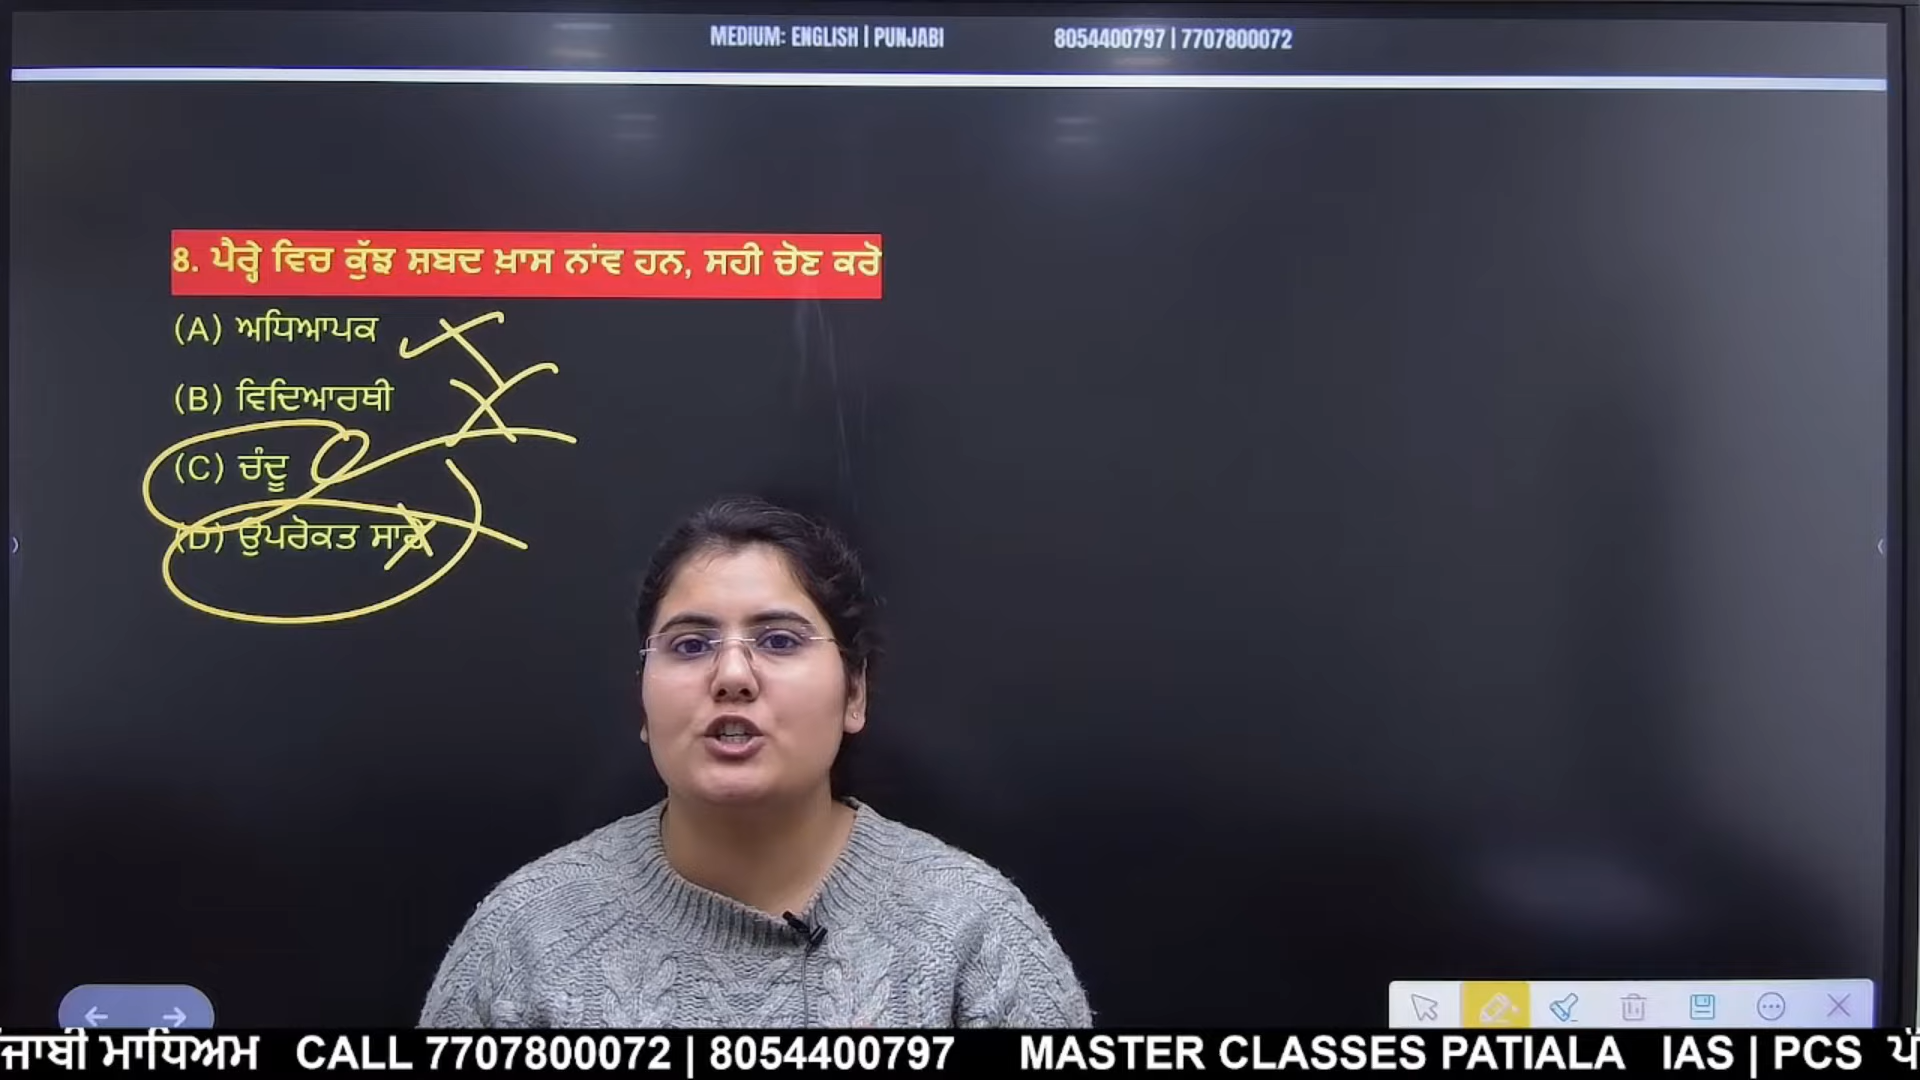 MEDIUM: ENGLISH | PUNJABI 8054400797 | 7707800072
8. ਪੈਰ੍ਹੇ ਵਿਚ ਕੁੱਝ ਸ਼ਬਦ ਖ਼ਾਸ ਨਾਂਵ ਹਨ, ਸਹੀ ਚੋਣ ਕਰੋ
(A) ਅਧਿਆਪਕ
(B) ਵਿਦਿਆਰਥੀ
(C) ਚੰਦੂ
(D) ਉਪਰੋਕਤ ਸਾਰੇ
ਮਾਧਿਅਮ CALL 7707800072 | 8054400797 MASTER CLASSES PATIALA IAS | PCS